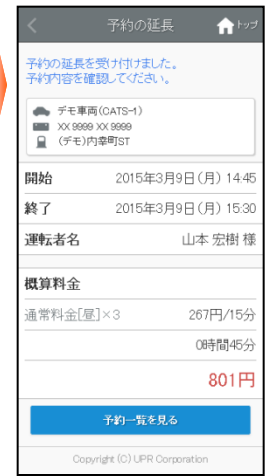 予約の延長 トップ
予約の延長を受け付けました。
予約内容を確認してください。
デモ車両(CATS-1)
XX 9999 XX 9999
(デモ)内幸町ST
開始 2015年3月9日(月) 14:45
終了 2015年3月9日(月) 15:30
運転者名 山本 宏樹 様
概算料金
通常料金[昼]×3 267円/15分
0時間45分
801円
予約一覧を見る
Copyright (C) UPR Corporation